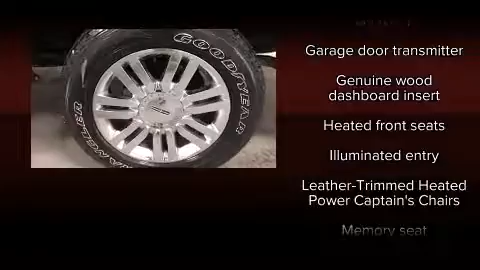 GOODYEAR
WRANGLER
Garage door transmitter
Genuine wood
dashboard insert
Heated front seats
Illuminated entry
Leather-Trimmed Heated
Power Captain's Chairs
Memory seat